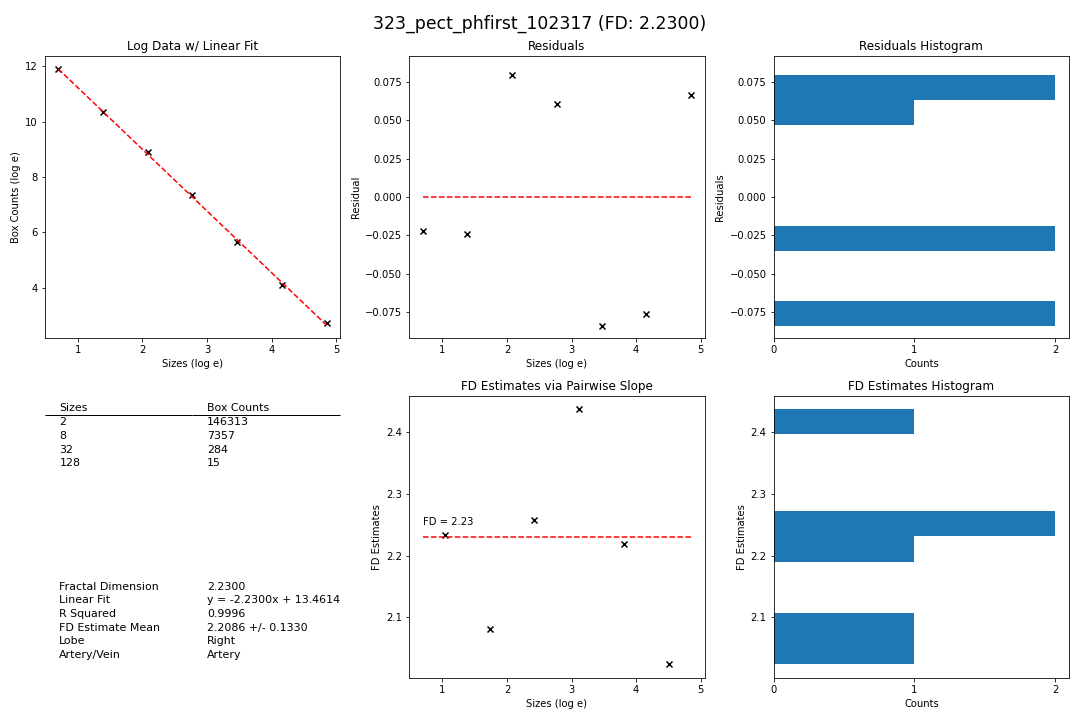 323_pect_phfirst_102317 (FD: 2.2300)
Log Data w/ Linear Fit
Box Counts (log e)
12
10
8
6
4
1 2 3 4 5
Sizes (log e)
Residuals
Residual
0.075
0.050
0.025
0.000
−0.025
−0.050
−0.075
1 2 3 4 5
Sizes (log e)
Residuals Histogram
Residuals
0.075
0.050
0.025
0.000
−0.025
−0.050
−0.075
0 1 2
Counts
Sizes Box Counts
2 146313
8 7357
32 284
128 15
Fractal Dimension 2.2300
Linear Fit y = -2.2300x + 13.4614
R Squared 0.9996
FD Estimate Mean 2.2086 +/- 0.1330
Lobe Right
Artery/Vein Artery
FD Estimates via Pairwise Slope
FD Estimates
2.4
2.3
2.2
2.1
FD = 2.23
1 2 3 4 5
Sizes (log e)
FD Estimates Histogram
FD Estimates
2.4
2.3
2.2
2.1
0 1 2
Counts